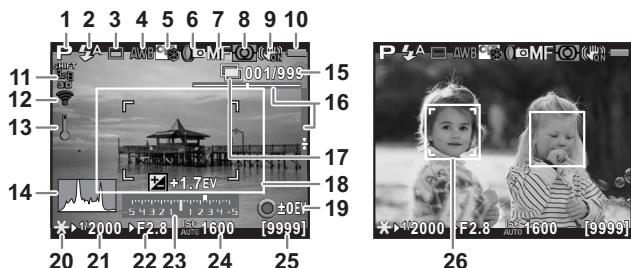 1 2 3 4 5 6 7 8 9 10
P A AWB MF ON
11 SHIFT
3D
001/999 15
12
16
13
17
+1.7EV
18
14
5 4 3 2 1 1 2 3 4 5
±0EV 19
1/2000 F2.8 ISO AUTO 1600 [9999]
20 21 22 23 24 25
P A AWB MF ON
1/2000 F2.8 ISO AUTO 1600 [9999]
26